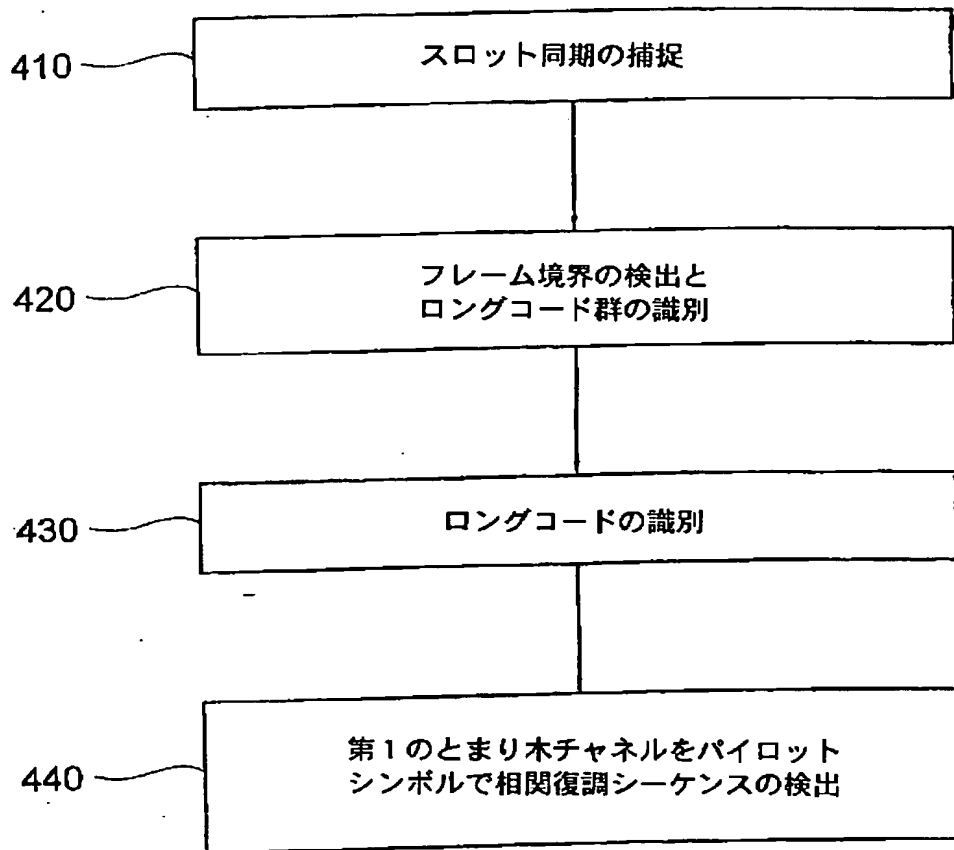 410
スロット同期の捕捉
420
フレーム境界の検出と
ロングコード群の識別
430
ロングコードの識別
440
第1のとまり木チャネルをパイロット
シンボルで相関復調シーケンスの検出